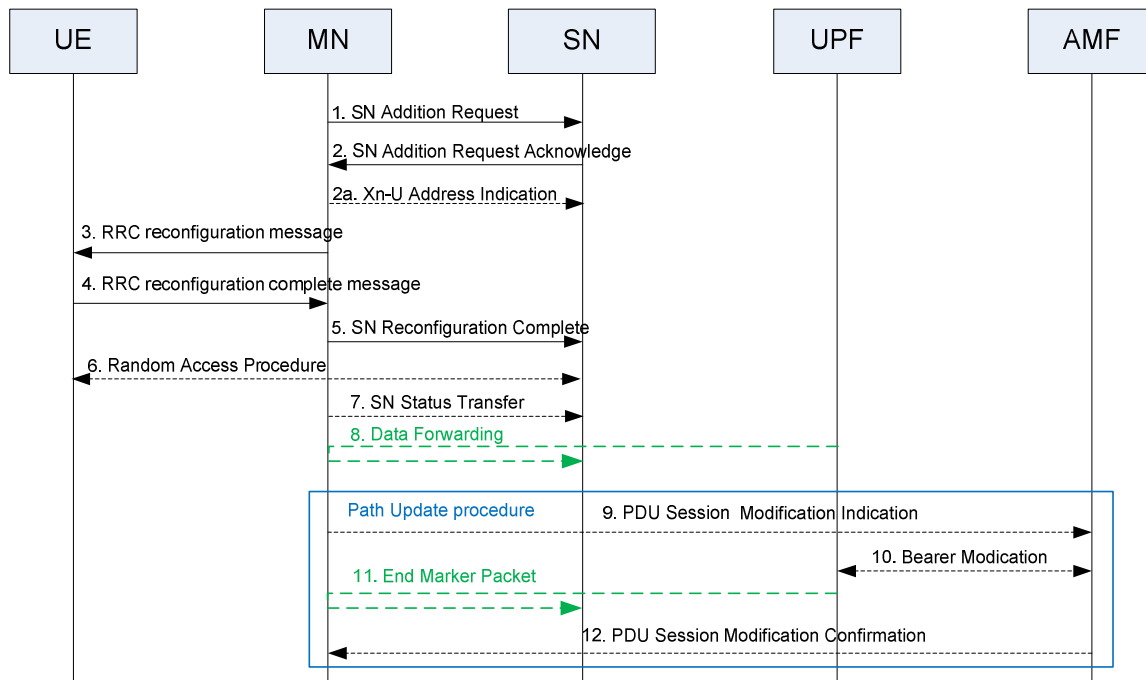 UE
MN
SN
UPF
AMF
1. SN Addition Request
2. SN Addition Request Acknowledge
2a. Xn-U Address Indication
3. RRC reconfiguration message
4. RRC reconfiguration complete message
5. SN Reconfiguration Complete
6. Random Access Procedure
7. SN Status Transfer
8. Data Forwarding
Path Update procedure
9. PDU Session Modification Indication
10. Bearer Modication
11. End Marker Packet
12. PDU Session Modification Confirmation